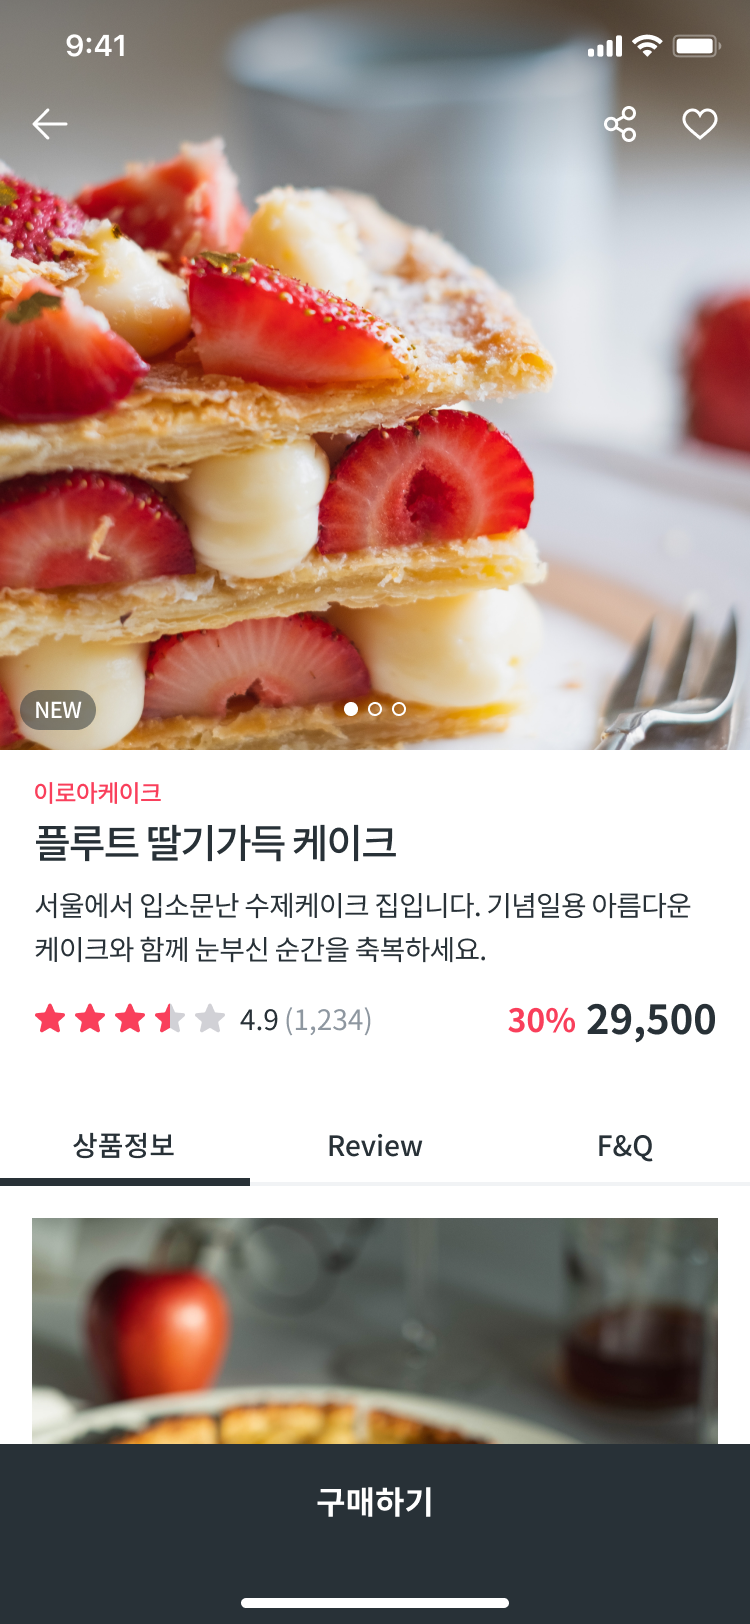 9:41
NEW
이로아케이크
플루트 딸기가득 케이크
서울에서 입소문난 수제케이크 집입니다. 기념일용 아름다운
케이크와 함께 눈부신 순간을 축복하세요.
4.9 (1,234) 30% 29,500
상품정보 Review F&Q
구매하기